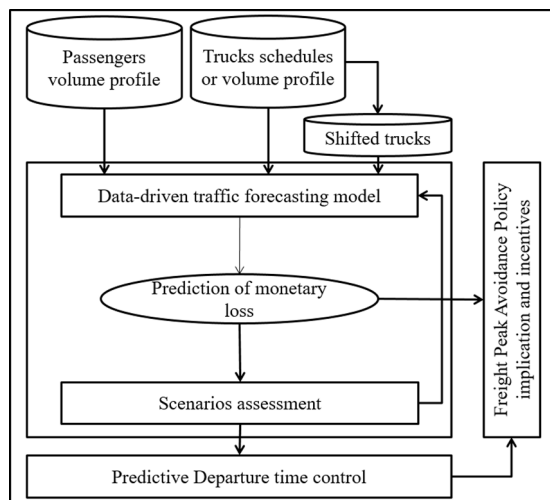 Passengers
volume profile
Trucks schedules
or volume profile
Shifted trucks
Data-driven traffic forecasting model
Prediction of monetary
loss
Scenarios assessment
Predictive Departure time control
Freight Peak Avoidance Policy
implication and incentives